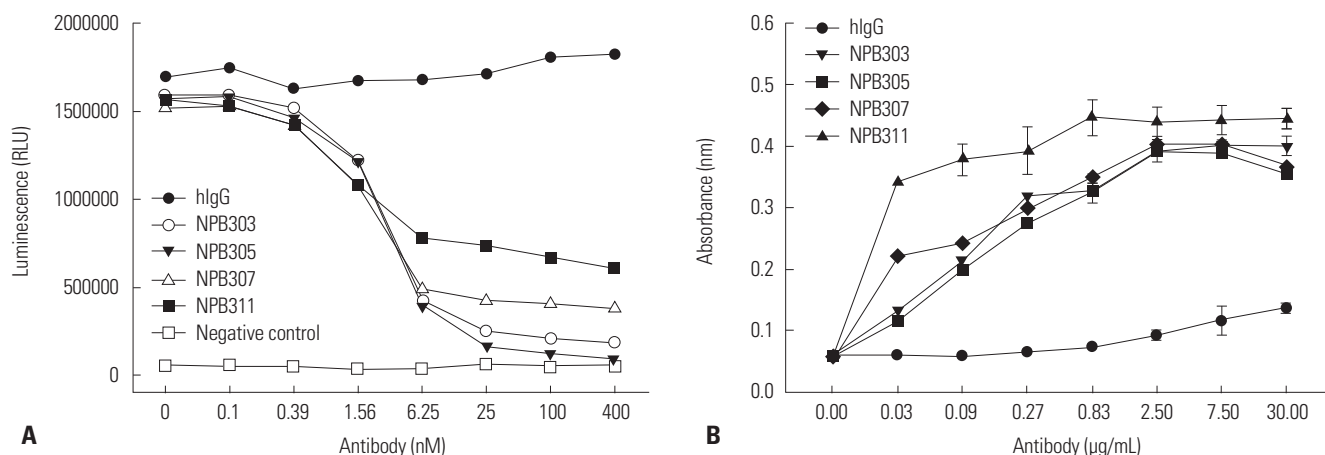 2000000
1500000
1000000
500000
0
Luminescence (RLU)
hIgG
NPB303
NPB305
NPB307
NPB311
Negative control
0 0.1 0.39 1.56 6.25 25 100 400
Antibody (nM)
A
0.6
0.5
0.4
0.3
0.2
0.1
0.0
Absorbance (nm)
hIgG
NPB303
NPB305
NPB307
NPB311
0.00 0.03 0.09 0.27 0.83 2.50 7.50 30.00
Antibody (μg/mL)
B